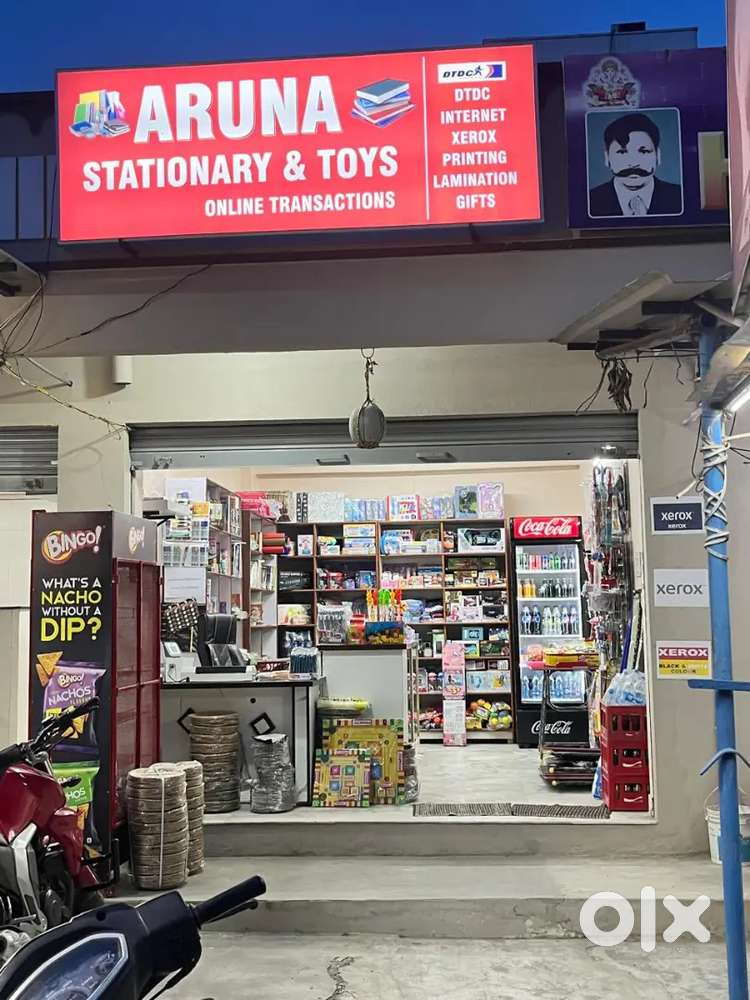 ARUNA
STATIONARY & TOYS
ONLINE TRANSACTIONS
DTDC
DTDC
INTERNET
XEROX
PRINTING
LAMINATION
GIFTS
BINGO!
WHAT'S A
NACHO
WITHOUT A
DIP?
BINGO!
NACHOS
Coca-Cola
Coca-Cola
xerox
xerox
xerox
XEROX
BLACK &
COLOUR
olx